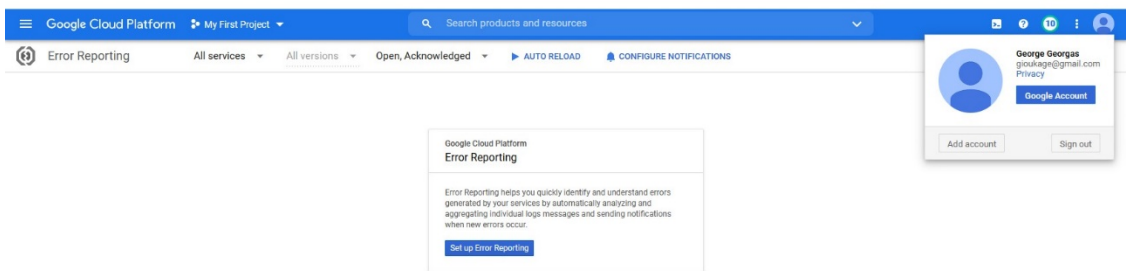 Google Cloud Platform My First Project Search products and resources 10
Error Reporting All services All versions Open, Acknowledged AUTO RELOAD CONFIGURE NOTIFICATIONS
George Georgas
gioukage@gmail.com
Privacy
Google Account
Add account Sign out
Google Cloud Platform
Error Reporting
Error Reporting helps you quickly identify and understand errors
generated by your services by automatically analyzing and
aggregating individual logs messages and sending notifications
when new errors occur.
Set up Error Reporting